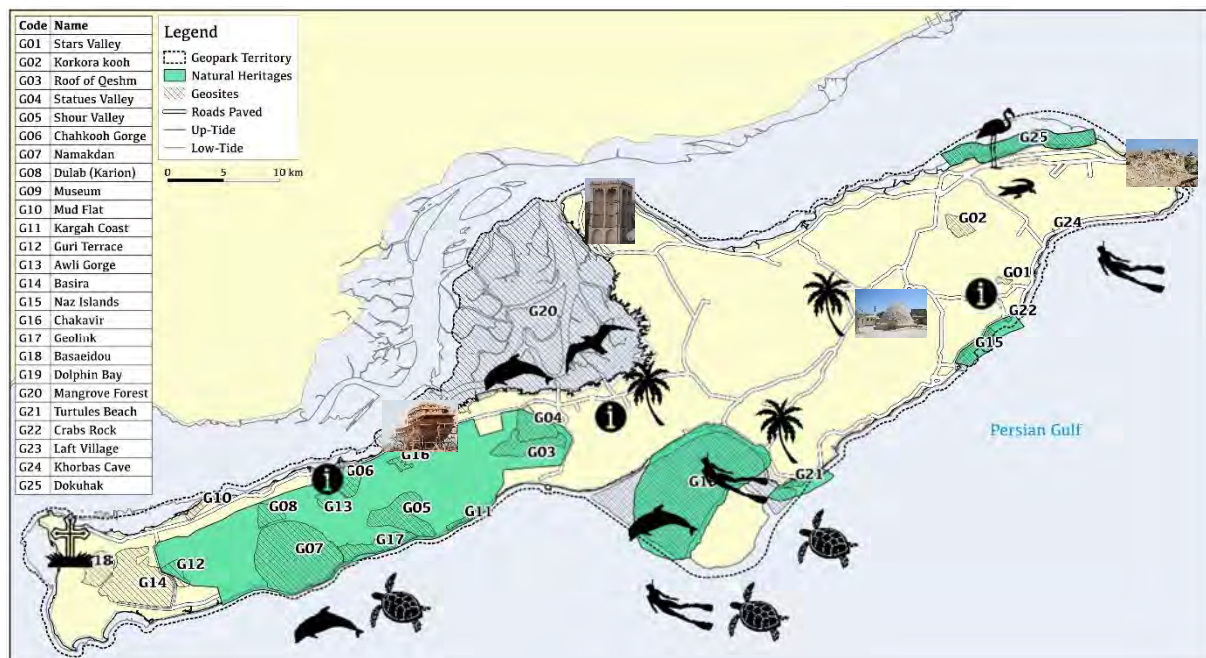 Code Name
G01 Stars Valley
G02 Korkora kooh
G03 Roof of Qeshm
G04 Statues Valley
G05 Shour Valley
G06 Chahkooh Gorge
G07 Namakdan
G08 Dulab (Karion)
G09 Museum
G10 Mud Flat
G11 Kargah Coast
G12 Guri Terrace
G13 Awli Gorge
G14 Basira
G15 Naz Islands
G16 Chakavir
G17 Geolink
G18 Basaeidou
G19 Dolphin Bay
G20 Mangrove Forest
G21 Turtules Beach
G22 Crabs Rock
G23 Laft Village
G24 Khorbas Cave
G25 Dokuhak
Legend
Geopark Territory
Natural Heritages
Geosites
Roads Paved
Up-Tide
Low-Tide
0 5 10 km
G25
G02
G24
G01
G20
G22
G15
G04
Persian Gulf
G03
G16
G06
G21
G10
G08
G13
G05
G11
G17
G07
G12
G14
18